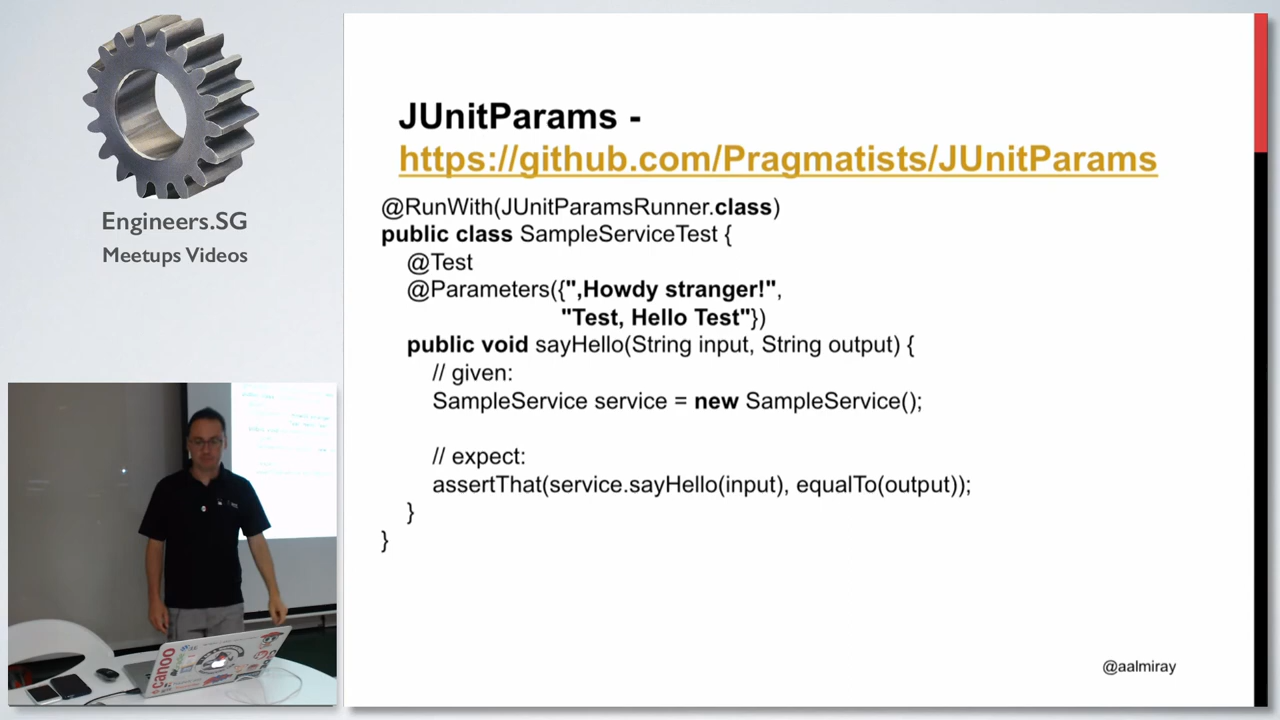 Engineers.SG
Meetups Videos
JUnitParams -
https://github.com/Pragmatists/JUnitParams
@RunWith(JUnitParamsRunner.class)
public class SampleServiceTest {
@Test
@Parameters({",Howdy stranger!",
"Test, Hello Test"})
public void sayHello(String input, String output) {
// given:
SampleService service = new SampleService();
// expect:
assertThat(service.sayHello(input), equalTo(output));
}
}
@aalmiray
canoo